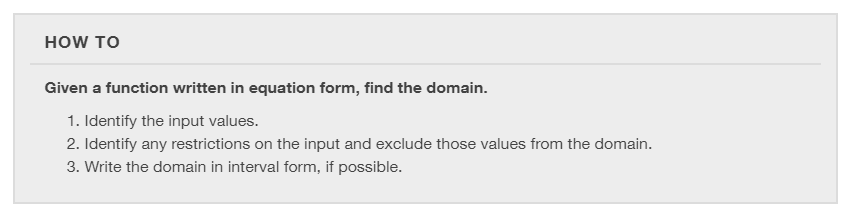 HOW TO
Given a function written in equation form, find the domain.
1. Identify the input values.
2. Identify any restrictions on the input and exclude those values from the domain.
3. Write the domain in interval form, if possible.